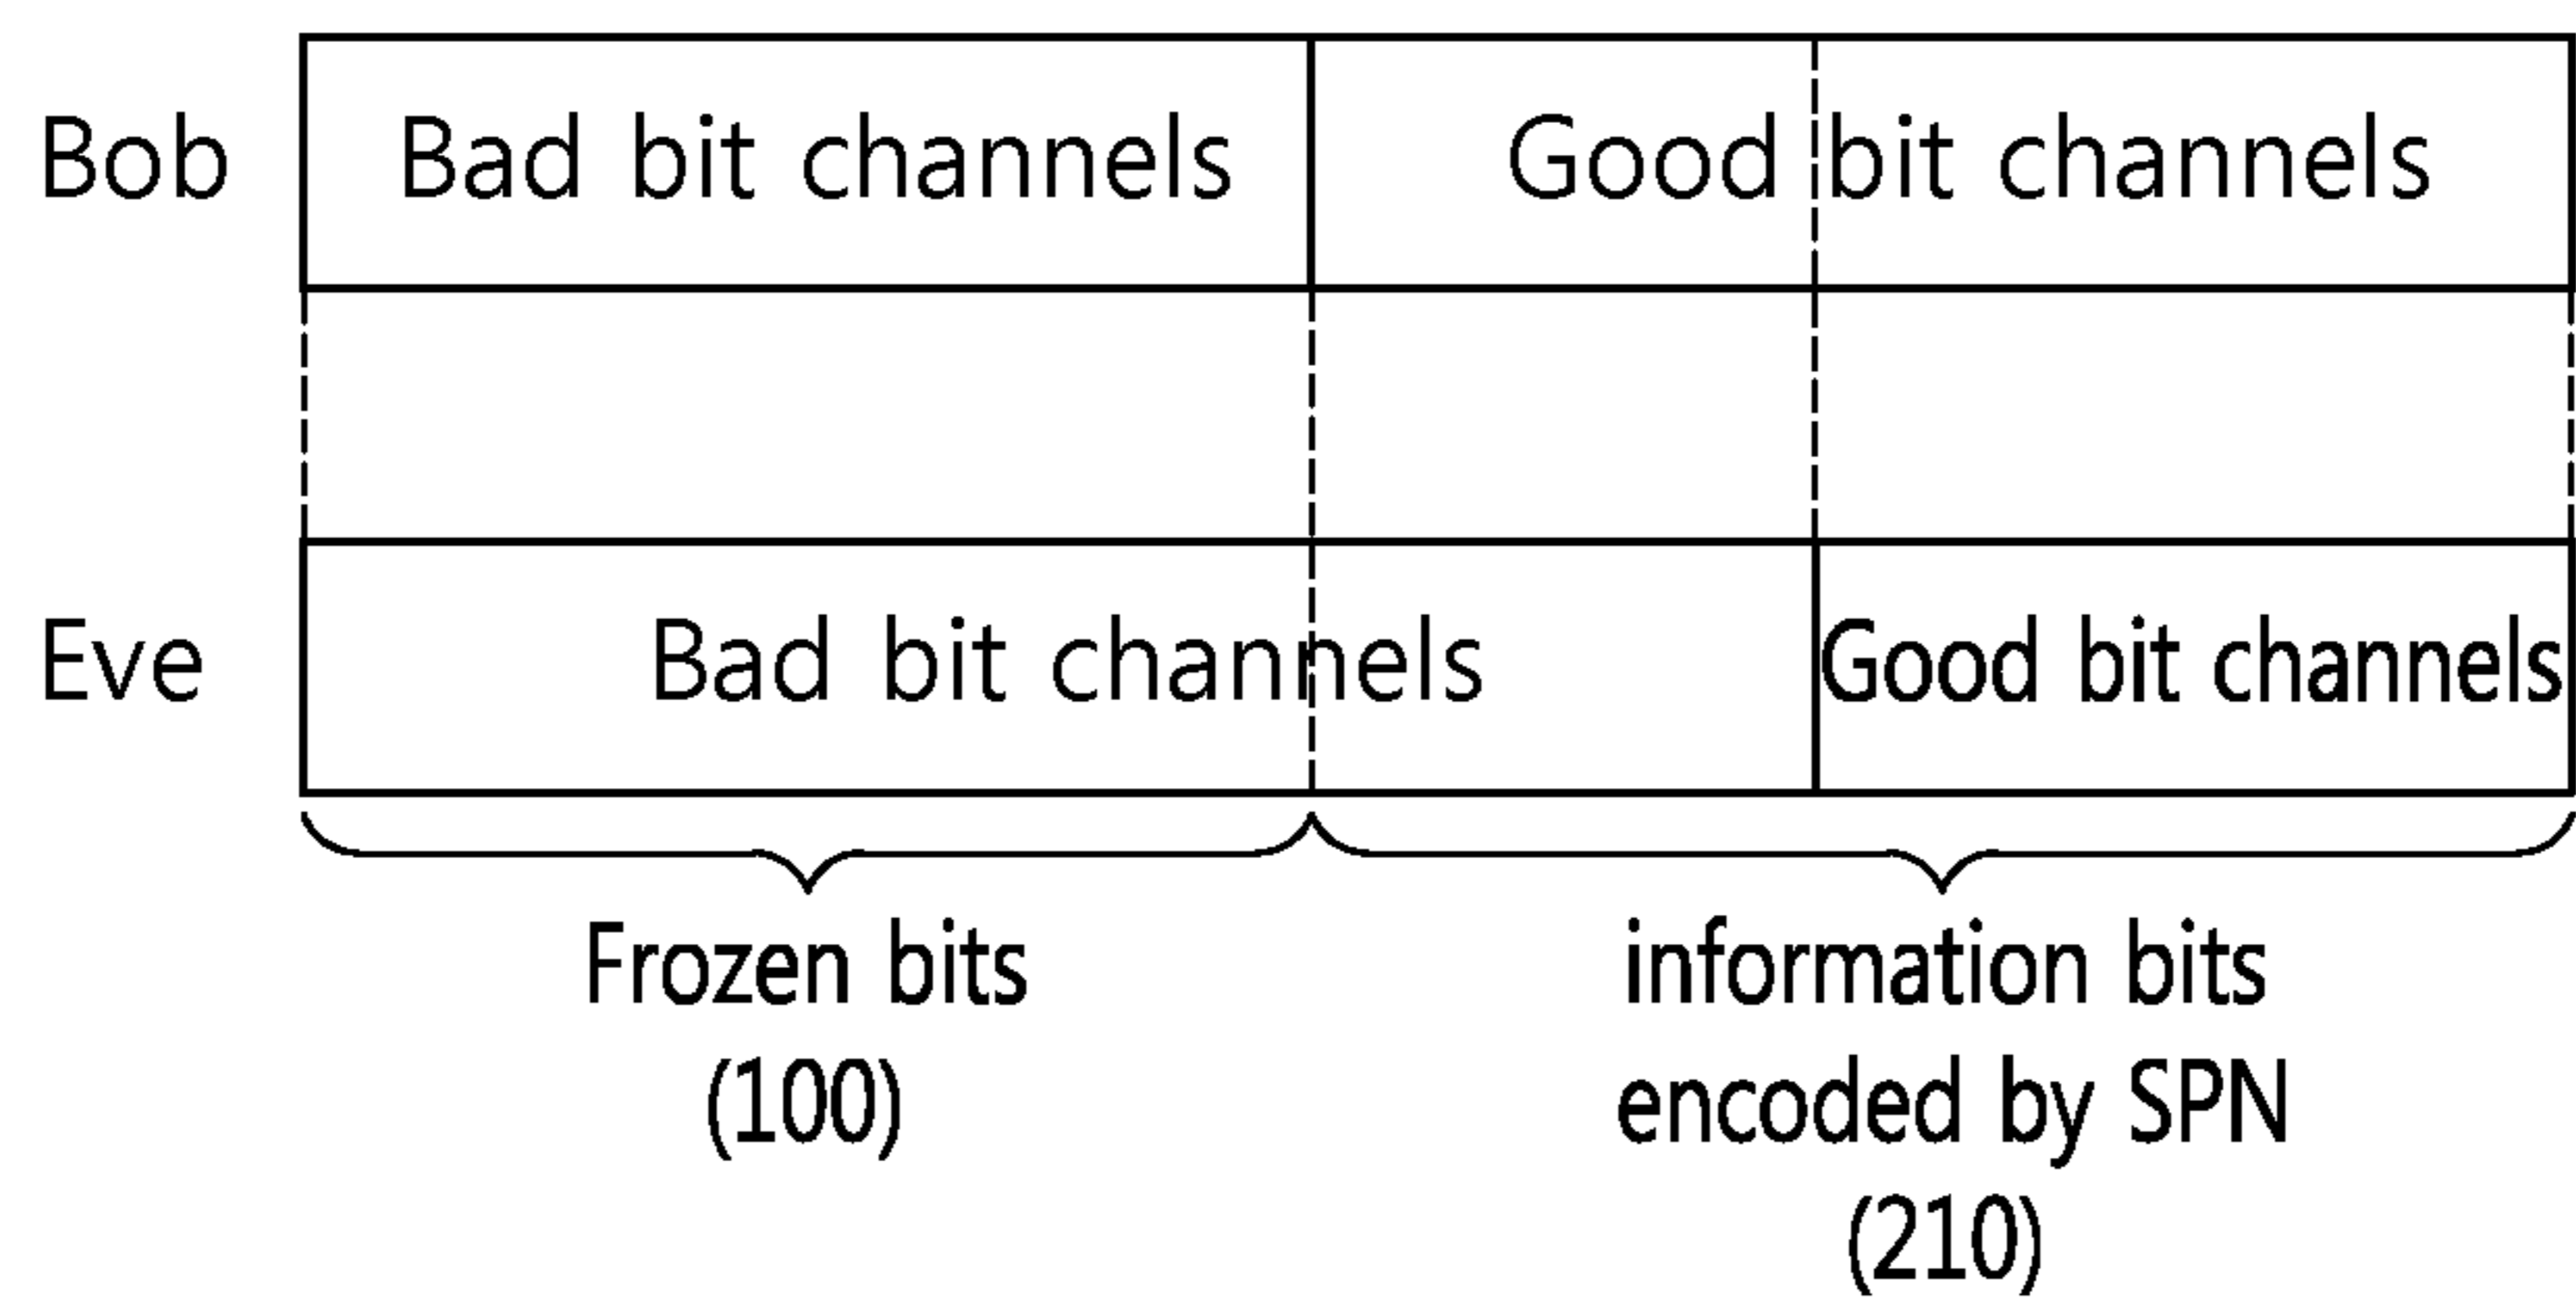 Bob Bad bit channels Good bit channels
Eve Bad bit channels Good bit channels
Frozen bits
(100)
information bits
encoded by SPN
(210)